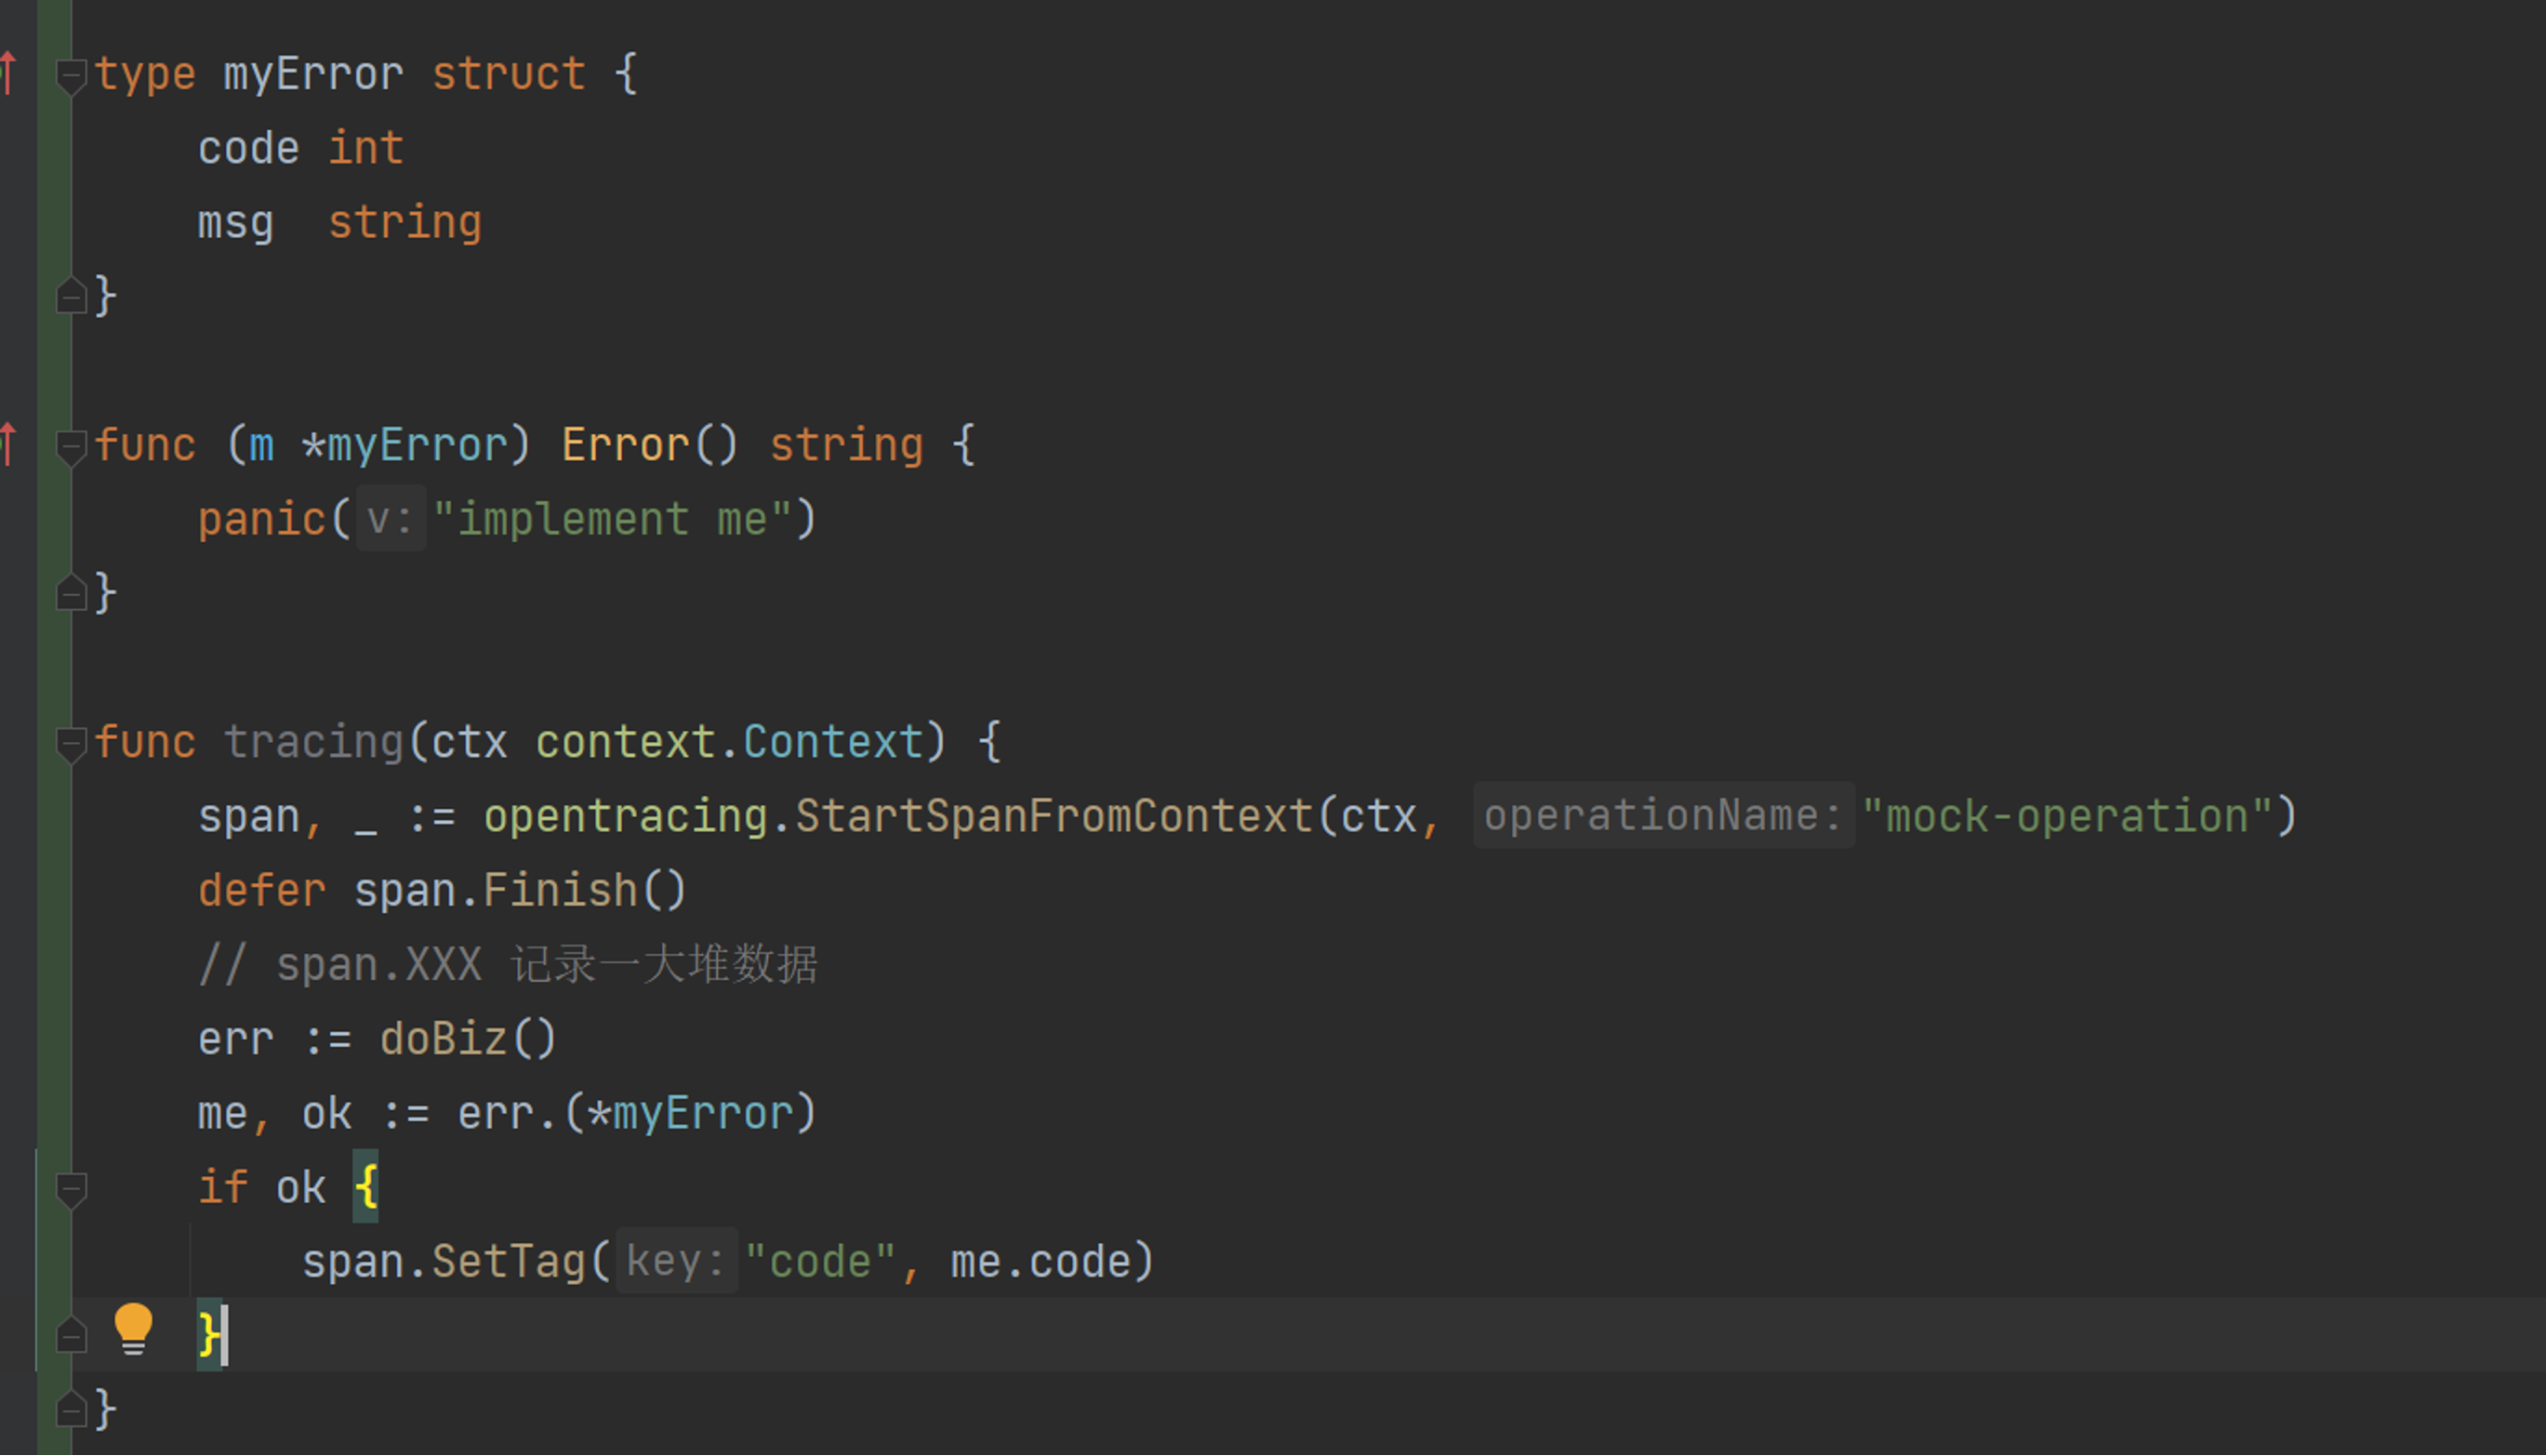 type myError struct {
    code int
    msg  string
}
func (m *myError) Error() string {
    panic( v: "implement me")
}
func tracing(ctx context.Context) {
    span, _ := opentracing.StartSpanFromContext(ctx, operationName: "mock-operation")
    defer span.Finish()
    // span.XXX 记录一大堆数据
    err := doBiz()
    me, ok := err.(*myError)
    if ok {
        span.SetTag( key: "code", me.code)
    }
}